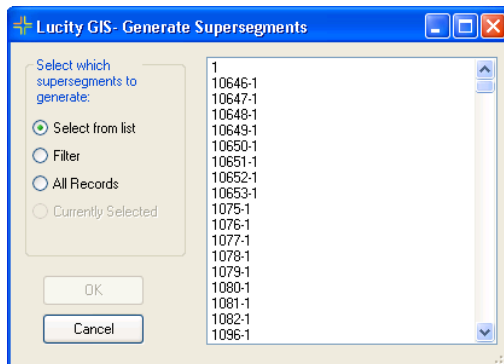 Lucity GIS- Generate Supersegments
Select which
supersegments to
generate:
Select from list
Filter
All Records
Currently Selected
OK
Cancel
1
10646-1
10647-1
10648-1
10649-1
10650-1
10651-1
10652-1
10653-1
1075-1
1076-1
1077-1
1078-1
1079-1
1080-1
1081-1
1082-1
1096-1